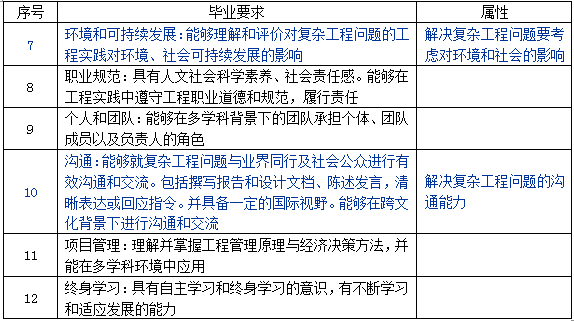 序号 毕业要求 属性
7 环境和可持续发展：能够理解和评价对复杂工程问题的工 解决复杂工程问题要考
程实践对环境、社会可持续发展的影响 虑对环境和社会的影响
8 职业规范：具有人文社会科学素养、社会责任感。能够在
工程实践中遵守工程职业道德和规范，履行责任
9 个人和团队：能够在多学科背景下的团队承担个体、团队
成员以及负责人的角色
沟通：能够就复杂工程问题与业界同行及社会公众进行有
效沟通和交流。包括撰写报告和设计文档、陈述发言，清
10 晰表达或回应指令。并具备一定的国际视野。能够在跨文 解决复杂工程问题的沟
化背景下进行沟通和交流 通能力
11 项目管理：理解并掌握工程管理原理与经济决策方法，并
能在多学科环境中应用
12 终身学习：具有自主学习和终身学习的意识，有不断学习
和适应发展的能力